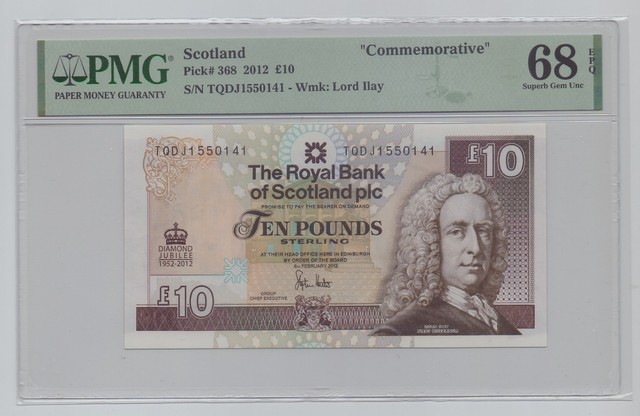 PMG
PAPER MONEY GUARANTY
Scotland "Commemorative"
Pick# 368 2012 £10
S/N TQDJ1550141 - Wmk: Lord Ilay
68 EPQ
Superb Gem Unc
TQDJ1550141 TQDJ1550141
£10
The Royal Bank
of Scotland plc
PROMISE TO PAY THE BEARER ON DEMAND
TEN POUNDS
STERLING
AT THEIR HEAD OFFICE HERE IN EDINBURGH
BY ORDER OF THE BOARD
6th FEBRUARY 2012
DIAMOND
JUBILEE
1952-2012
£10
GROUP
CHIEF EXECUTIVE